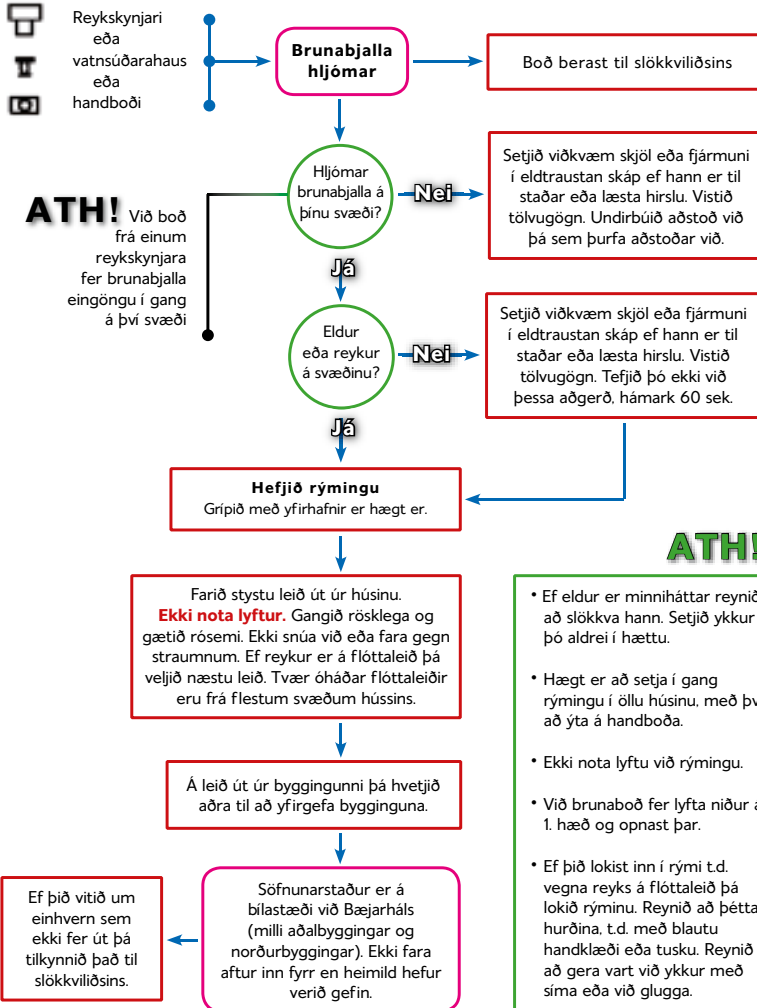 Reykskynjari
eða
vatnsúðarahaus
eða
handboði
Brunabjalla
hljómar
Boð berast til slökkviliðsins
Hljómar
brunabjalla á
þínu svæði?
Nei
Setjið viðkvæm skjöl eða fjármuni
í eldtraustan skáp ef hann er til
staðar eða læsta hirslu. Vistið
tölvugögn. Undirbúið aðstoð við
þá sem þurfa aðstoðar við.
ATH! Við boð
frá einum
reykskynjara
fer brunabjalla
eingöngu í gang
á því svæði
Já
Eldur
eða reykur
á svæðinu?
Nei
Setjið viðkvæm skjöl eða fjármuni
í eldtraustan skáp ef hann er til
staðar eða læsta hirslu. Vistið
tölvugögn. Tefjið þó ekki við
þessa aðgerð, hámark 60 sek.
Já
Hefjið rýmingu
Grípið með yfirhafnir er hægt er.
Farið stystu leið út úr húsinu.
Ekki nota lyftur. Gangið rösklega og
gætið rósemi. Ekki snúa við eða fara gegn
straumnum. Ef reykur er á flóttaleið þá
veljið næstu leið. Tvær óháðar flóttaleiðir
eru frá flestum svæðum hússins.
Á leið út úr byggingunni þá hvetjið
aðra til að yfirgefa bygginguna.
Söfnunarstaður er á
bílastæði við Bæjarháls
(milli aðalbyggingar og
norðurbyggingar). Ekki fara
aftur inn fyrr en heimild hefur
verið gefin.
Ef þið vitið um
einhvern sem
ekki fer út þá
tilkynnið það til
slökkviliðsins.
ATH!
• Ef eldur er minniháttar reynið
að slökkva hann. Setjið ykkur
þó aldrei í hættu.
• Hægt er að setja í gang
rýmingu í öllu húsinu, með þv
að ýta á handboða.
• Ekki nota lyftu við rýmingu.
• Við brunaboð fer lyfta niður á
1. hæð og opnast þar.
• Ef þið lokist inn í rými t.d.
vegna reyks á flóttaleið þá
lokið rýminu. Reynið að þétta
hurðina, t.d. með blautu
handklæði eða tusku. Reynið
að gera vart við ykkur með
síma eða við glugga.